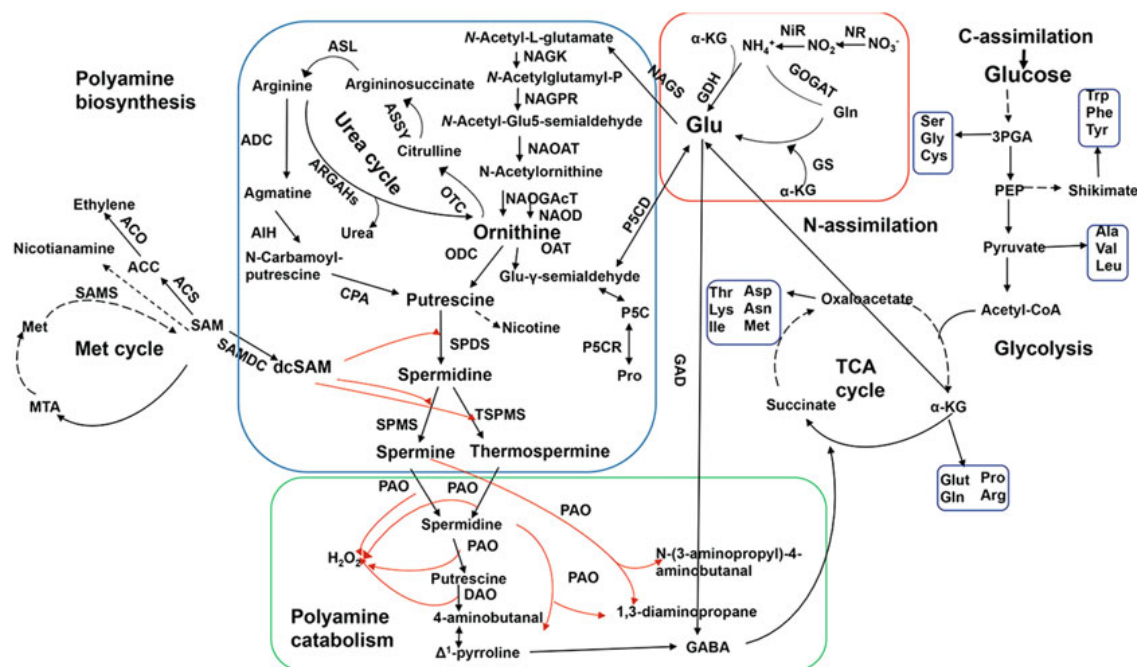 Polyamine
biosynthesis
ASL
Arginine
Argininosuccinate
ASSY
Urea cycle
Citrulline
ADC
ARGAHs
OTC
Agmatine
Urea
AIH
N-Carbamoyl-
putrescine
CPA
N-Acetyl-L-glutamate
NAGK
N-Acetylglutamyl-P
NAGPR
N-Acetyl-Glu5-semialdehyde
NAOAT
N-Acetylornithine
NAOGAcT
NAOD
Ornithine
ODC
OAT
Glu-γ-semialdehyde
Putrescine
Nicotine
P5C
P5CR
Pro
SPDS
Spermidine
SPMS
TSPMS
Spermine
Thermospermine
Ethylene
ACO
Nicotianamine
ACC
ACS
SAMS
Met
SAM
Met cycle
SAMDC
dcSAM
MTA
NAGS
P5CD
GAD
α-KG
NiR
NR
NH₄⁺
NO₂⁻
NO₃⁻
GDH
GOGAT
Glu
Gln
GS
α-KG
N-assimilation
C-assimilation
Glucose
Trp
Phe
Tyr
Ser
Gly
Cys
3PGA
PEP
Shikimate
Pyruvate
Ala
Val
Leu
Acetyl-CoA
Glycolysis
Thr Asp
Lys Asn
Ile Met
Oxaloacetate
TCA
cycle
Succinate
α-KG
Glut Pro
Gln Arg
PAO
PAO
Spermidine
PAO
H₂O₂
PAO
Putrescine
DAO
PAO
N-(3-aminopropyl)-4-
aminobutanal
Polyamine
catabolism
4-aminobutanal
1,3-diaminopropane
Δ¹-pyrroline
GABA